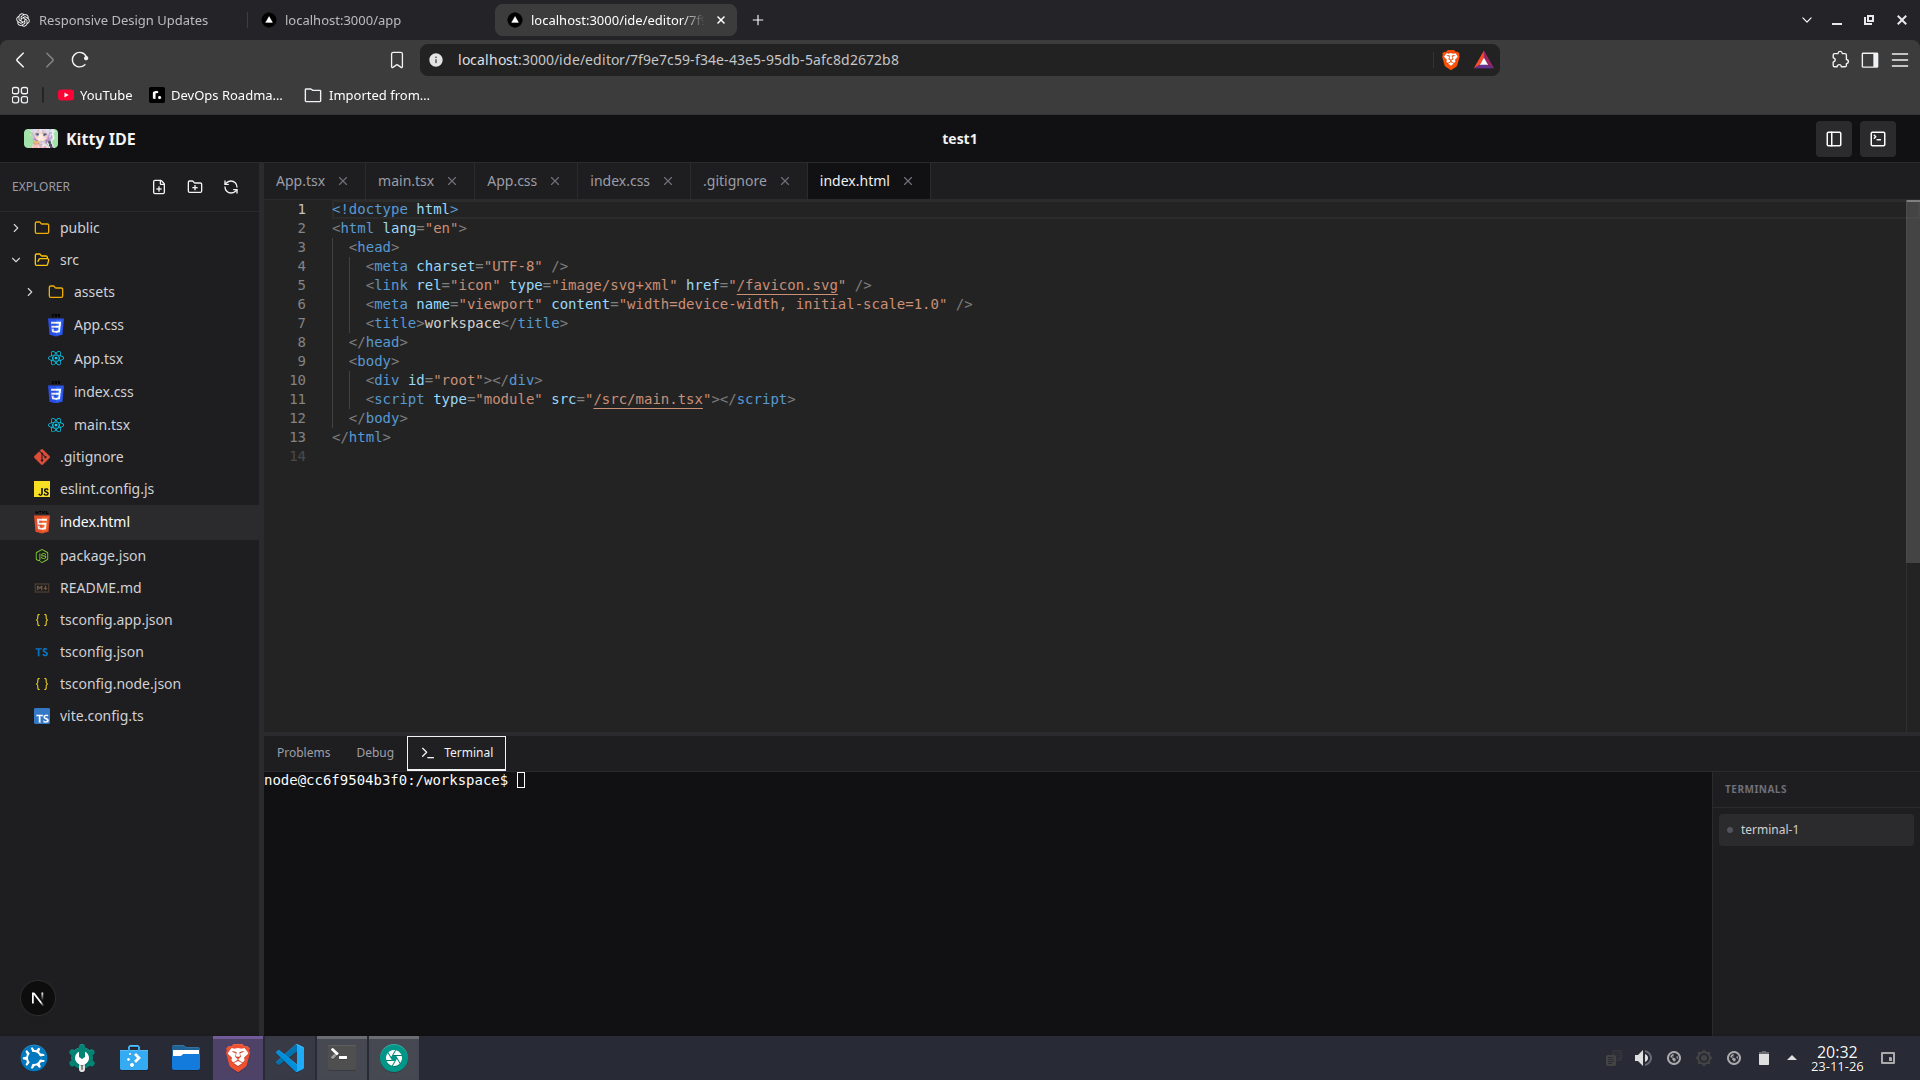 Responsive Design Updates
localhost:3000/app
localhost:3000/ide/editor/7f
localhost:3000/ide/editor/7f9e7c59-f34e-43e5-95db-5afc8d2672b8
YouTube
DevOps Roadma...
Imported from...
Kitty IDE
test1
EXPLORER
App.tsx
main.tsx
App.css
index.css
.gitignore
index.html
public
src
assets
App.css
App.tsx
index.css
main.tsx
.gitignore
JS eslint.config.js
index.html
package.json
README.md
{ } tsconfig.app.json
TS tsconfig.json
{ } tsconfig.node.json
TS vite.config.ts
1 <!doctype html>
2 <html lang="en">
3 <head>
4 <meta charset="UTF-8" />
5 <link rel="icon" type="image/svg+xml" href="/favicon.svg" />
6 <meta name="viewport" content="width=device-width, initial-scale=1.0" />
7 <title>workspace</title>
8 </head>
9 <body>
10 <div id="root"></div>
11 <script type="module" src="/src/main.tsx"></script>
12 </body>
13 </html>
14
Problems
Debug
Terminal
node@cc6f9504b3f0:/workspace$
TERMINALS
terminal-1
N
20:32
23-11-26